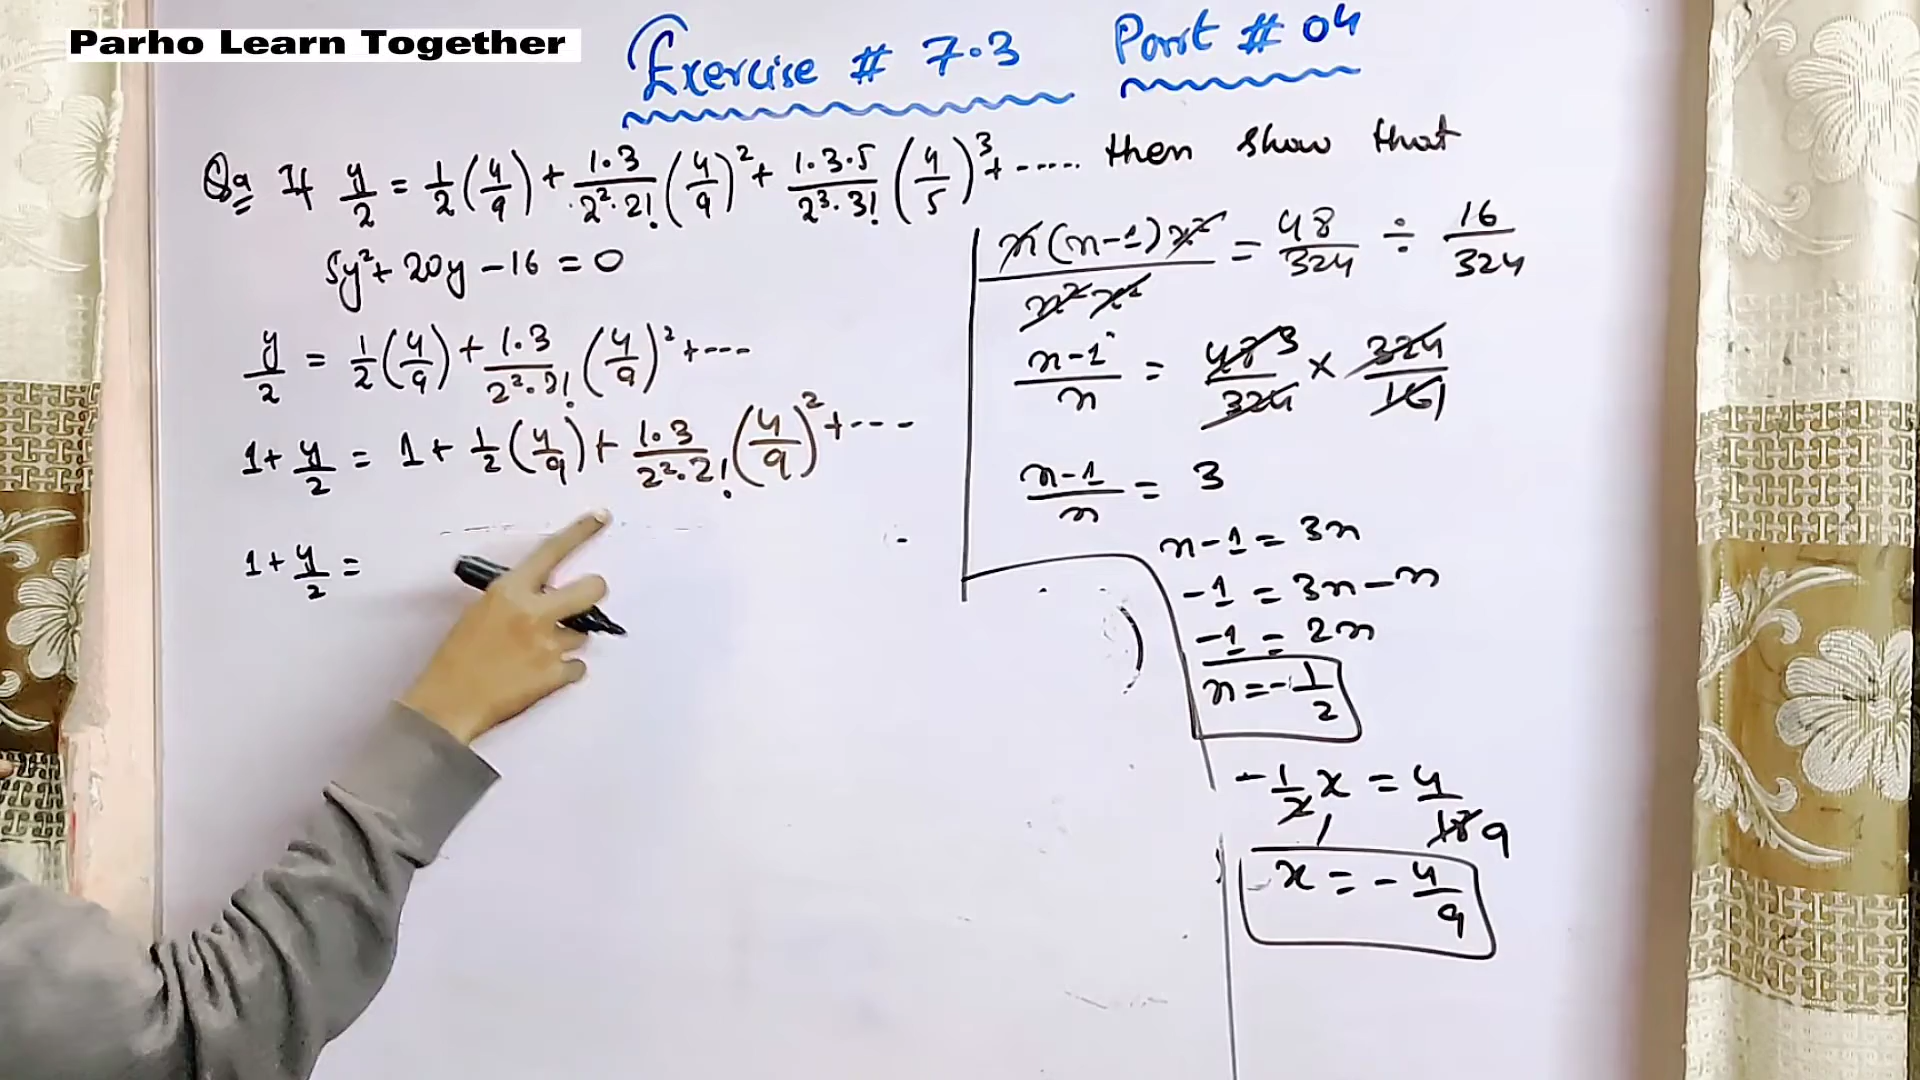 Parho Learn Together
Exercise # 7.3 Part # 04
Q9 If y/2 = 1/2(4/9) + 1·3/2²·2!(4/9)² + 1·3·5/2³·3!(4/5)³ + ..... then show that
5y² + 20y - 16 = 0
y/2 = 1/2(4/9) + 1·3/2²·2!(4/9)² + ...
1 + y/2 = 1 + 1/2(4/9) + 1·3/2²·2!(4/9)² + ....
1 + y/2 =
n(n-1)x²/n²x² = 48/324 ÷ 16/324
n-1/n = 48 3/324 × 324/16 1
n-1/n = 3
n-1 = 3n
-1 = 3n-n
-1 = 2n
n = -1/2
-1/2 x = 4/18 9
x = -4/9